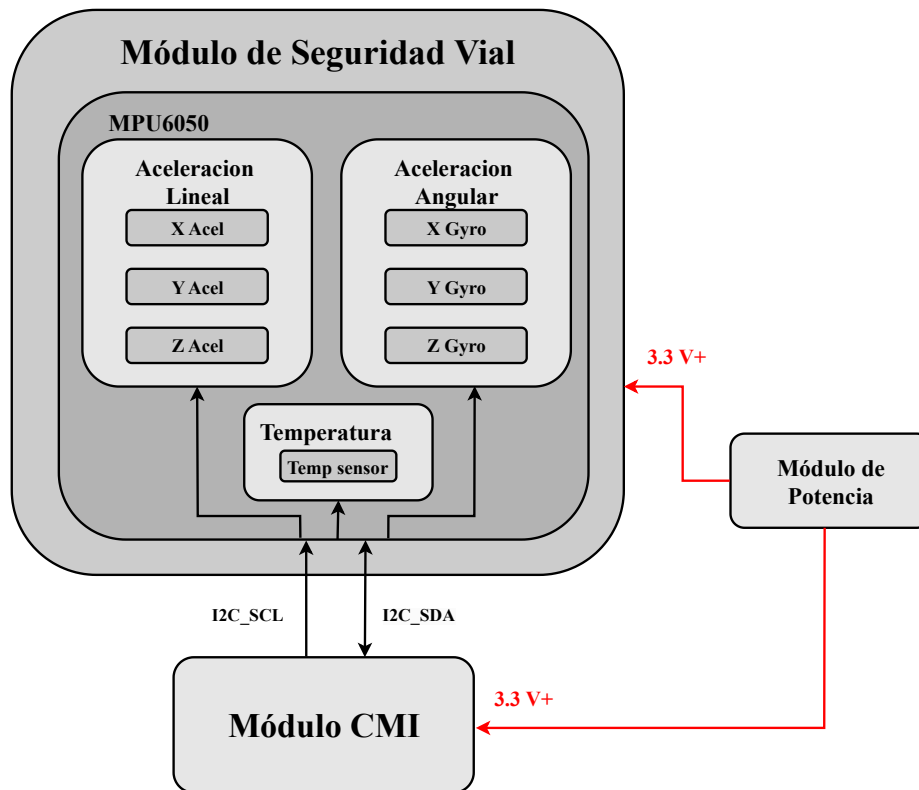 Módulo de Seguridad Vial
MPU6050
Aceleracion
Lineal
X Acel
Y Acel
Z Acel
Aceleracion
Angular
X Gyro
Y Gyro
Z Gyro
Temperatura
Temp sensor
3.3 V+
Módulo de
Potencia
I2C_SCL
I2C_SDA
Módulo CMI
3.3 V+